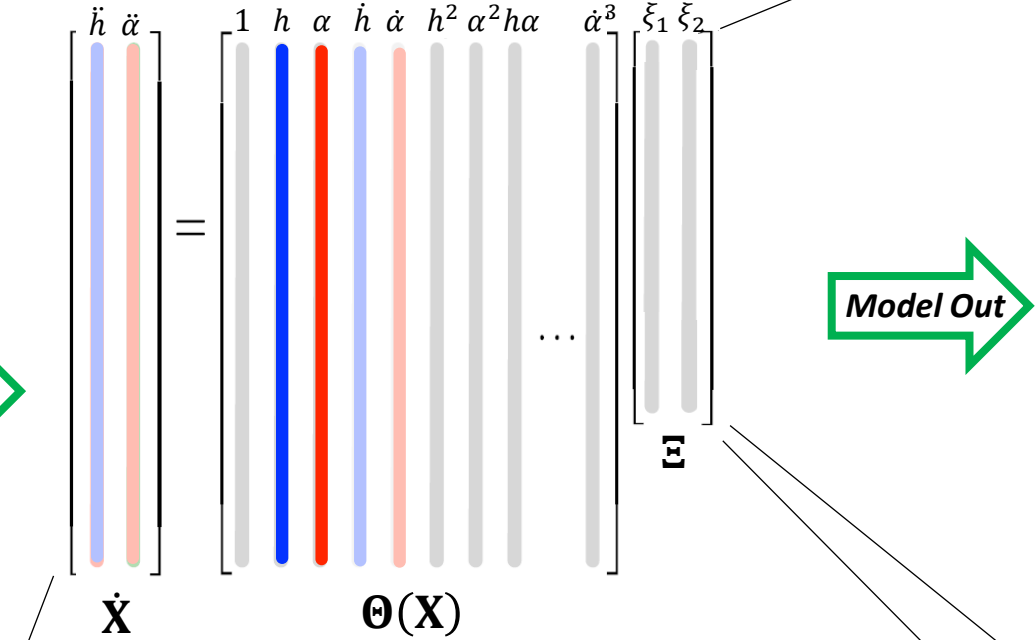 ḧ α̈ 1 h α ḣ α̇ h² α² hα α̇³ ξ₁ ξ₂
=
...
Model Out
Ξ
Ẋ Θ(X)